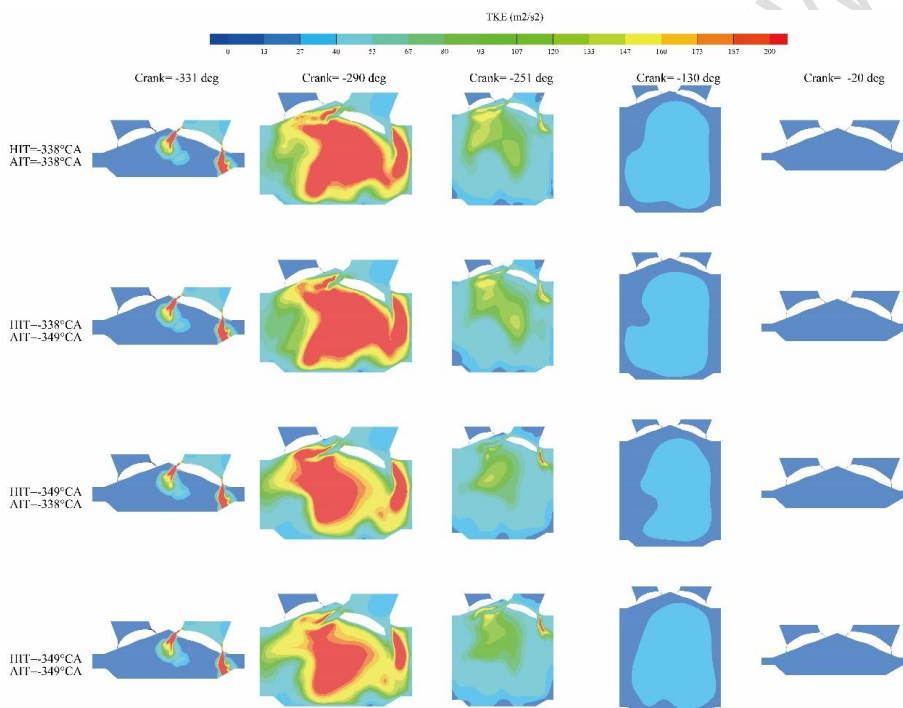 TKE (m2/s2)
0 13 27 40 53 67 80 93 107 120 133 147 160 173 187 200
Crank= -331 deg Crank= -290 deg Crank= -251 deg Crank= -130 deg Crank= -20 deg
HIT=-338°CA
AIT=-338°CA
HIT=-338°CA
AIT=-349°CA
HIT=-349°CA
AIT=-338°CA
HIT=-349°CA
AIT=-349°CA